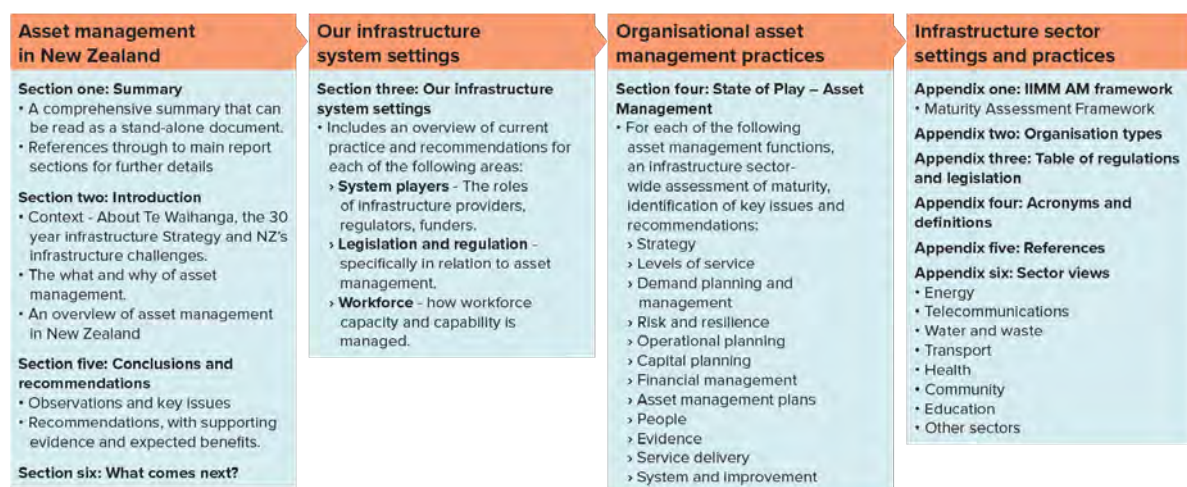 Asset management
in New Zealand
Section one: Summary
• A comprehensive summary that can
be read as a stand-alone document.
• References through to main report
sections for further details
Section two: Introduction
• Context - About Te Waihanga, the 30
year infrastructure Strategy and NZ's
infrastructure challenges.
• The what and why of asset
management.
• An overview of asset management
in New Zealand
Section five: Conclusions and
recommendations
• Observations and key issues
• Recommendations, with supporting
evidence and expected benefits.
Section six: What comes next?
Our infrastructure
system settings
Section three: Our infrastructure
system settings
• Includes an overview of current
practice and recommendations for
each of the following areas:
› System players - The roles
of infrastructure providers,
regulators, funders.
› Legislation and regulation -
specifically in relation to asset
management.
› Workforce - how workforce
capacity and capability is
managed.
Organisational asset
management practices
Section four: State of Play – Asset
Management
• For each of the following
asset management functions,
an infrastructure sector-
wide assessment of maturity,
identification of key issues and
recommendations:
› Strategy
› Levels of service
› Demand planning and
management
› Risk and resilience
› Operational planning
› Capital planning
› Financial management
› Asset management plans
› People
› Evidence
› Service delivery
› System and improvement
Infrastructure sector
settings and practices
Appendix one: IIMM AM framework
• Maturity Assessment Framework
Appendix two: Organisation types
Appendix three: Table of regulations
and legislation
Appendix four: Acronyms and
definitions
Appendix five: References
Appendix six: Sector views
• Energy
• Telecommunications
• Water and waste
• Transport
• Health
• Community
• Education
• Other sectors